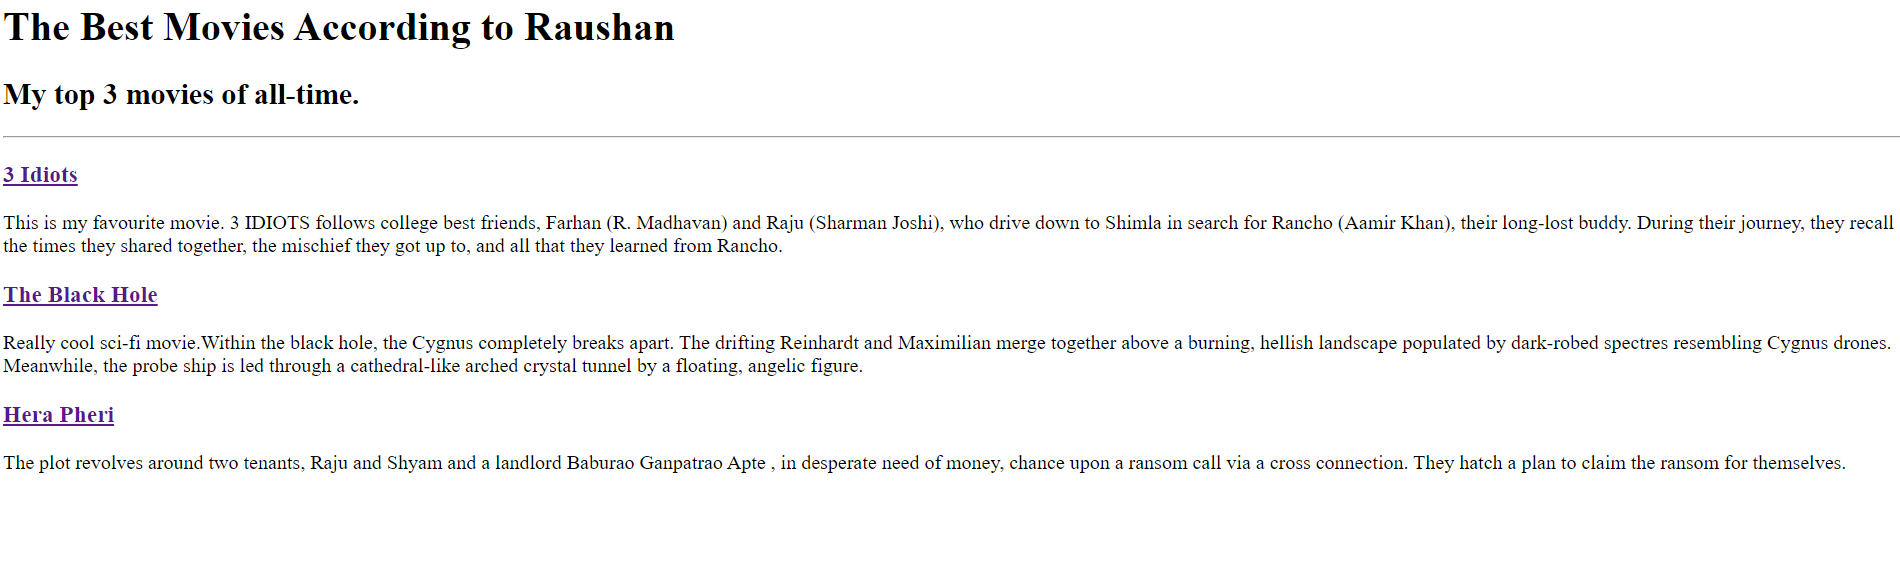 The Best Movies According to Raushan
My top 3 movies of all-time.
3 Idiots
This is my favourite movie. 3 IDIOTS follows college best friends, Farhan (R. Madhavan) and Raju (Sharman Joshi), who drive down to Shimla in search for Rancho (Aamir Khan), their long-lost buddy. During their journey, they recall
the times they shared together, the mischief they got up to, and all that they learned from Rancho.
The Black Hole
Really cool sci-fi movie.Within the black hole, the Cygnus completely breaks apart. The drifting Reinhardt and Maximilian merge together above a burning, hellish landscape populated by dark-robed spectres resembling Cygnus drones.
Meanwhile, the probe ship is led through a cathedral-like arched crystal tunnel by a floating, angelic figure.
Hera Pheri
The plot revolves around two tenants, Raju and Shyam and a landlord Baburao Ganpatrao Apte , in desperate need of money, chance upon a ransom call via a cross connection. They hatch a plan to claim the ransom for themselves.